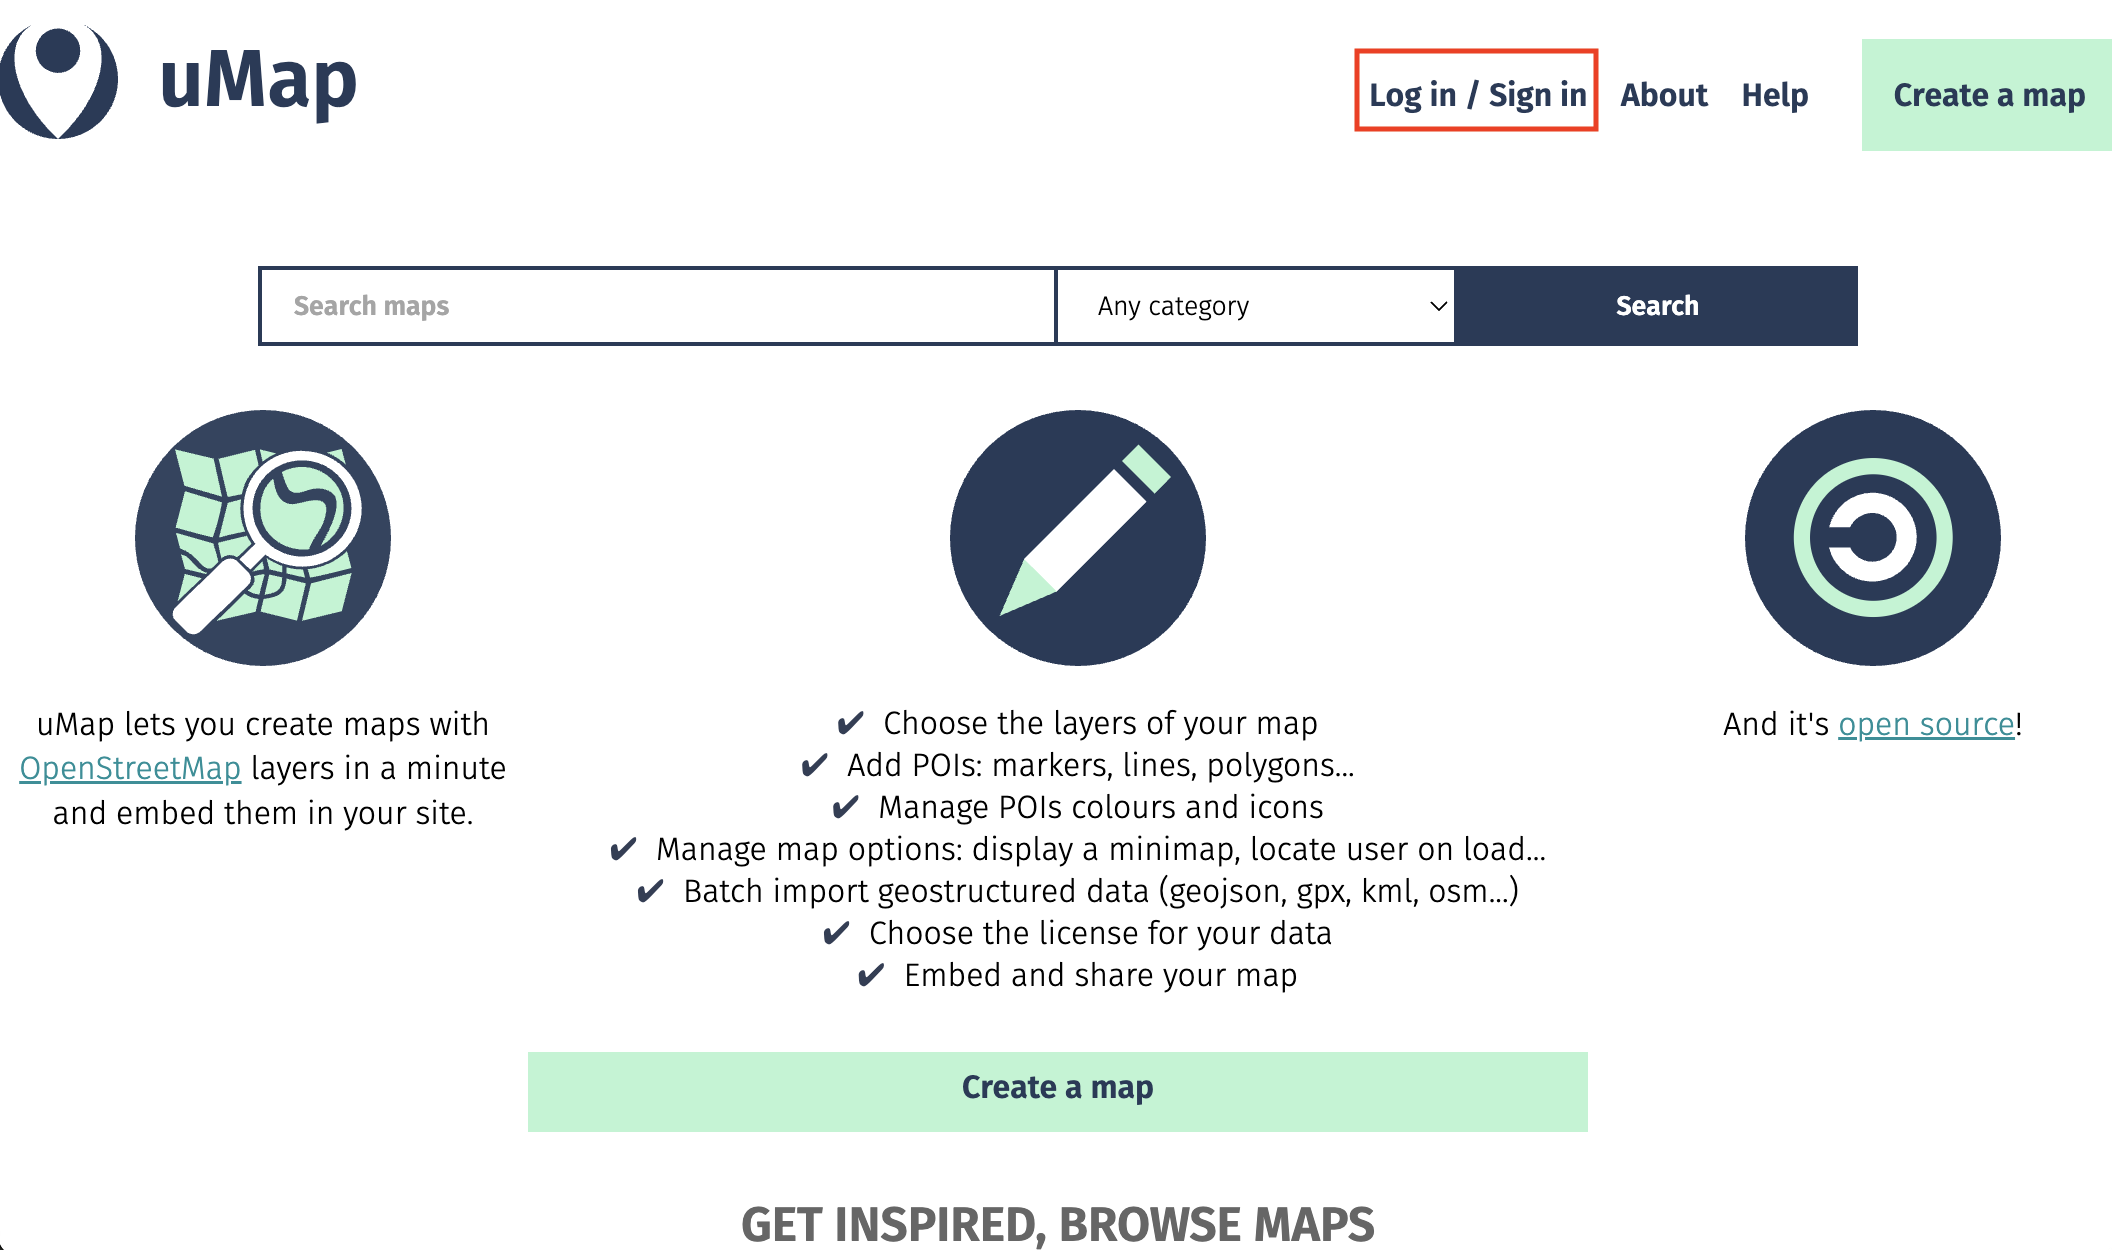 uMap
Log in / Sign in
About
Help
Create a map
Search maps
Any category
Search
uMap lets you create maps with
OpenStreetMap layers in a minute
and embed them in your site.
✔ Choose the layers of your map
✔ Add POIs: markers, lines, polygons...
✔ Manage POIs colours and icons
✔ Manage map options: display a minimap, locate user on load...
✔ Batch import geostructured data (geojson, gpx, kml, osm...)
✔ Choose the license for your data
✔ Embed and share your map
And it's open source!
Create a map
GET INSPIRED, BROWSE MAPS